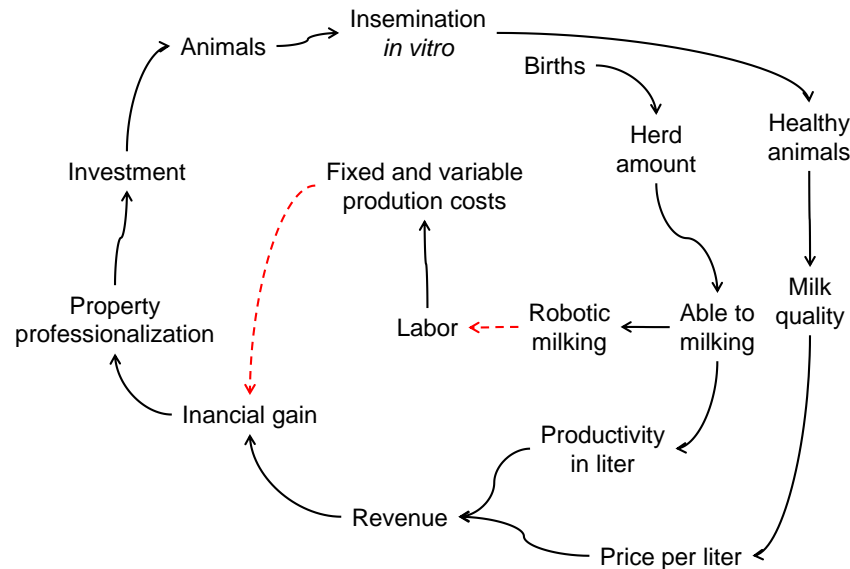 Insemination
in vitro
Animals
Births
Healthy
animals
Herd
amount
Investment
Fixed and variable
prodution costs
Property
professionalization
Labor
Robotic
milking
Able to
milking
Milk
quality
Inancial gain
Productivity
in liter
Revenue
Price per liter